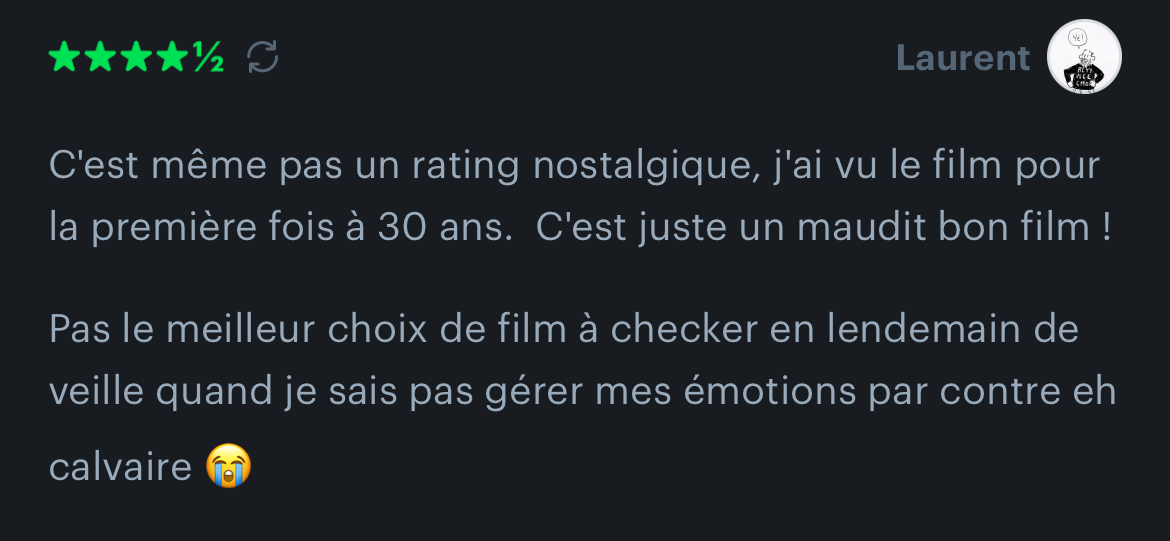 ★★★★½
Laurent
C'est même pas un rating nostalgique, j'ai vu le film pour
la première fois à 30 ans.  C'est juste un maudit bon film !
Pas le meilleur choix de film à checker en lendemain de
veille quand je sais pas gérer mes émotions par contre eh
calvaire 😭